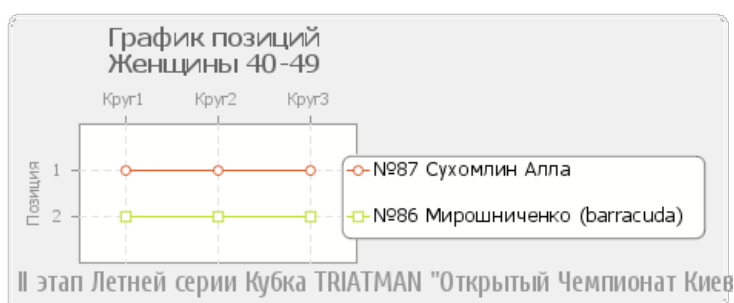 График позиций
Женщины 40-49
Круг1 Круг2 Круг3
Позиция
1
№87 Сухомлин Алла
2
№86 Мирошниченко (barracuda)
II этап Летней серии Кубка TRIATMAN "Открытый Чемпионат Киев